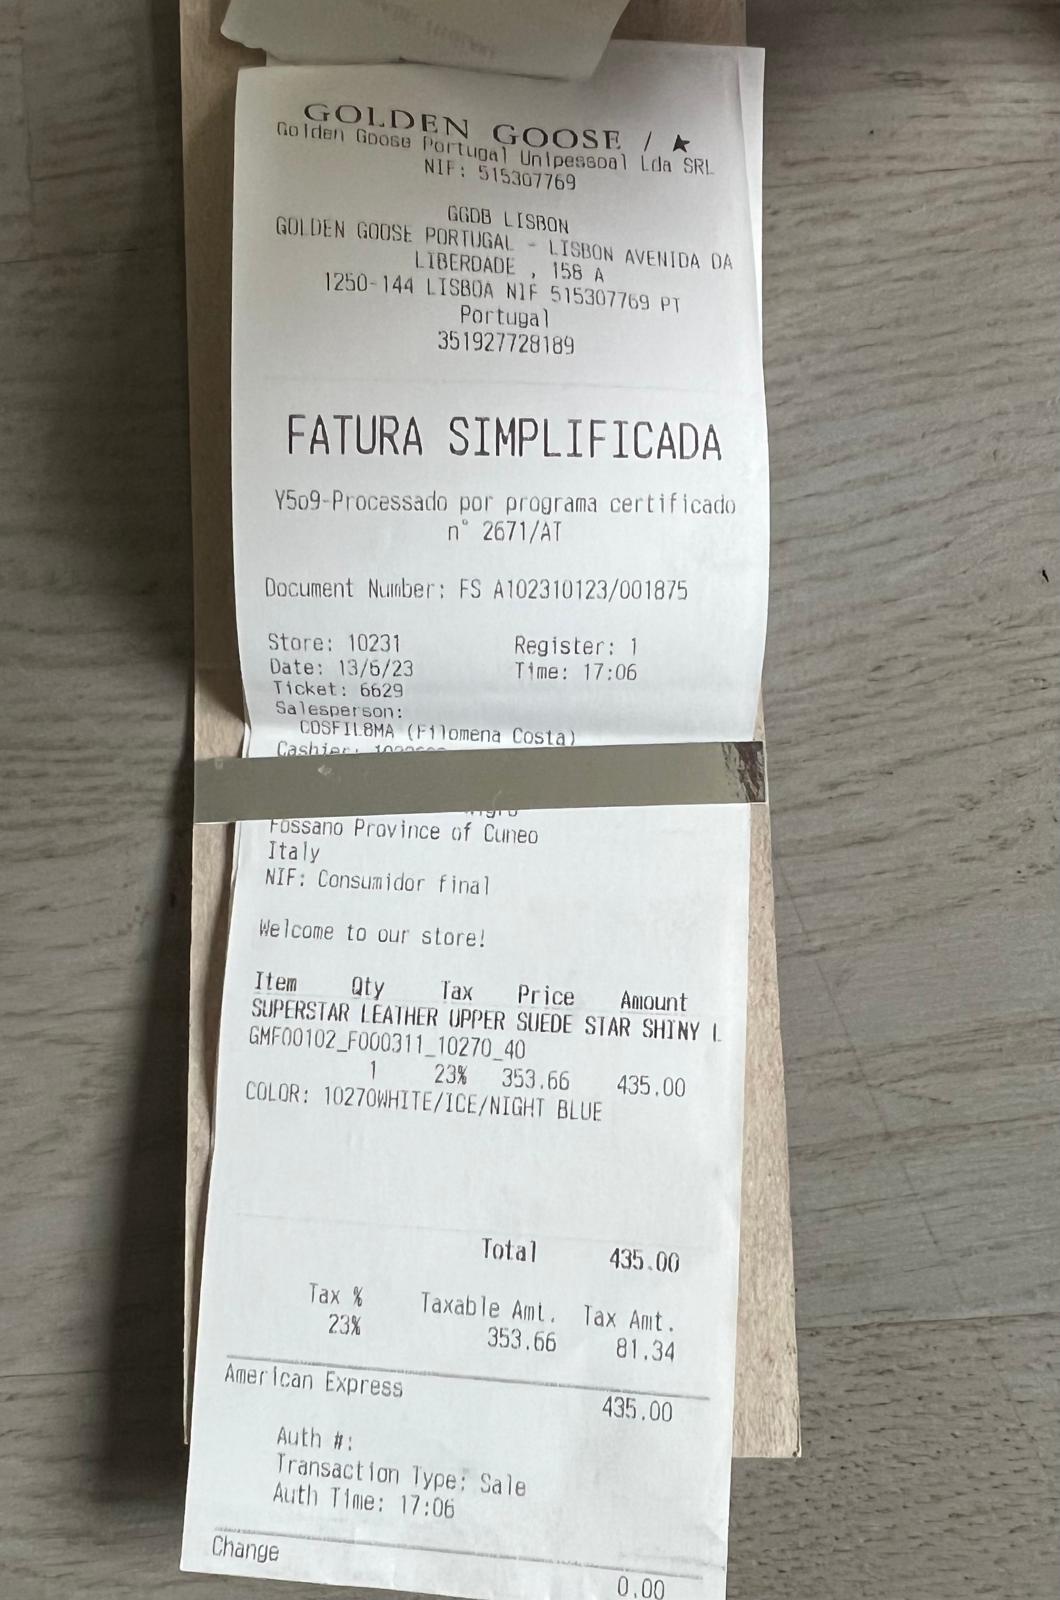 GOLDEN GOOSE / ★
Golden Goose Portugal Unipessoal Lda SRL
NIF: 515307769
GGDB LISBON
GOLDEN GOOSE PORTUGAL - LISBON AVENIDA DA
LIBERDADE , 158 A
1250-144 LISBOA NIF 515307769 PT
Portugal
351927728189
FATURA SIMPLIFICADA
Y5o9-Processado por programa certificado
n° 2671/AT
Document Number: FS A102310123/001875
Store: 10231 Register: 1
Date: 13/6/23 Time: 17:06
Ticket: 6629
Salesperson:
COSFIL8MA (Filomena Costa)
Cashier:
Fossano Province of Cuneo
Italy
NIF: Consumidor final
Welcome to our store!
Item Qty Tax Price Amount
SUPERSTAR LEATHER UPPER SUEDE STAR SHINY L
GMF00102_F000311_10270_40
1 23% 353.66 435.00
COLOR: 10270WHITE/ICE/NIGHT BLUE
Total 435.00
Tax % Taxable Amt. Tax Amt.
23% 353.66 81.34
American Express 435.00
Auth #:
Transaction Type: Sale
Auth Time: 17:06
Change 0.00